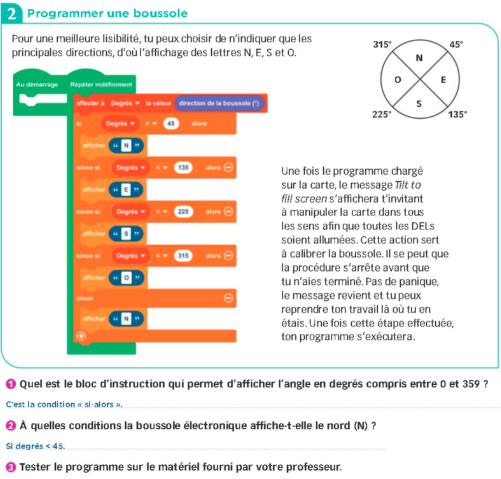 2 Programmer une boussole
Pour une meilleure lisibilité, tu peux choisir de n'indiquer que les
principales directions, d'où l'affichage des lettres N, E, S et O.
315° 45°
N
O E
S
225° 135°
Au démarrage Répéter indéfiniment
affecter à Degrés la valeur direction de la boussole (°)
si Degrés < 45 alors
afficher " N "
sinon si Degrés < 135 alors
afficher " E "
sinon si Degrés < 225 alors
afficher " S "
sinon si Degrés < 315 alors
afficher " O "
sinon
afficher " N "
Une fois le programme chargé
sur la carte, le message Tilt to
fill screen s'affichera t'invitant
à manipuler la carte dans tous
les sens afin que toutes les DELs
soient allumées. Cette action sert
à calibrer la boussole. Il se peut que
la procédure s'arrête avant que
tu n'aies terminé. Pas de panique,
le message revient et tu peux
reprendre ton travail là où tu en
étais. Une fois cette étape effectuée,
ton programme s'exécutera.
1 Quel est le bloc d'instruction qui permet d'afficher l'angle en degrés compris entre 0 et 359 ?
C'est la condition « si-alors ».
2 À quelles conditions la boussole électronique affiche-t-elle le nord (N) ?
Si degrés < 45.
3 Tester le programme sur le matériel fourni par votre professeur.